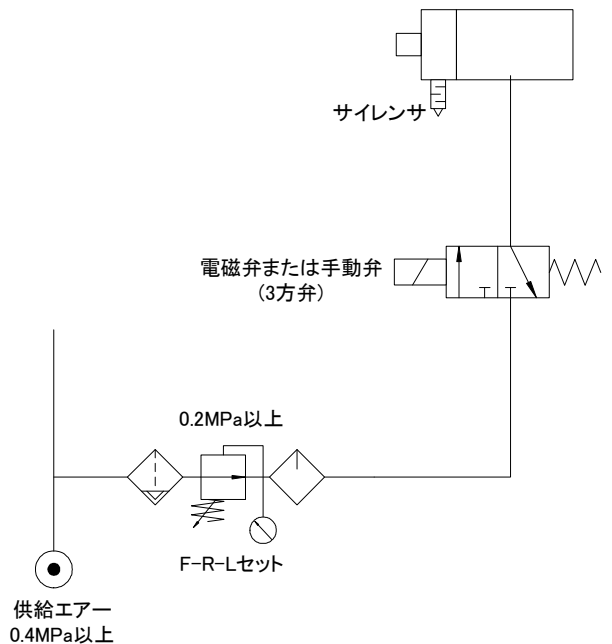 サイレンサ
電磁弁または手動弁
(3方弁)
0.2MPa以上
F-R-Lセット
供給エアー
0.4MPa以上